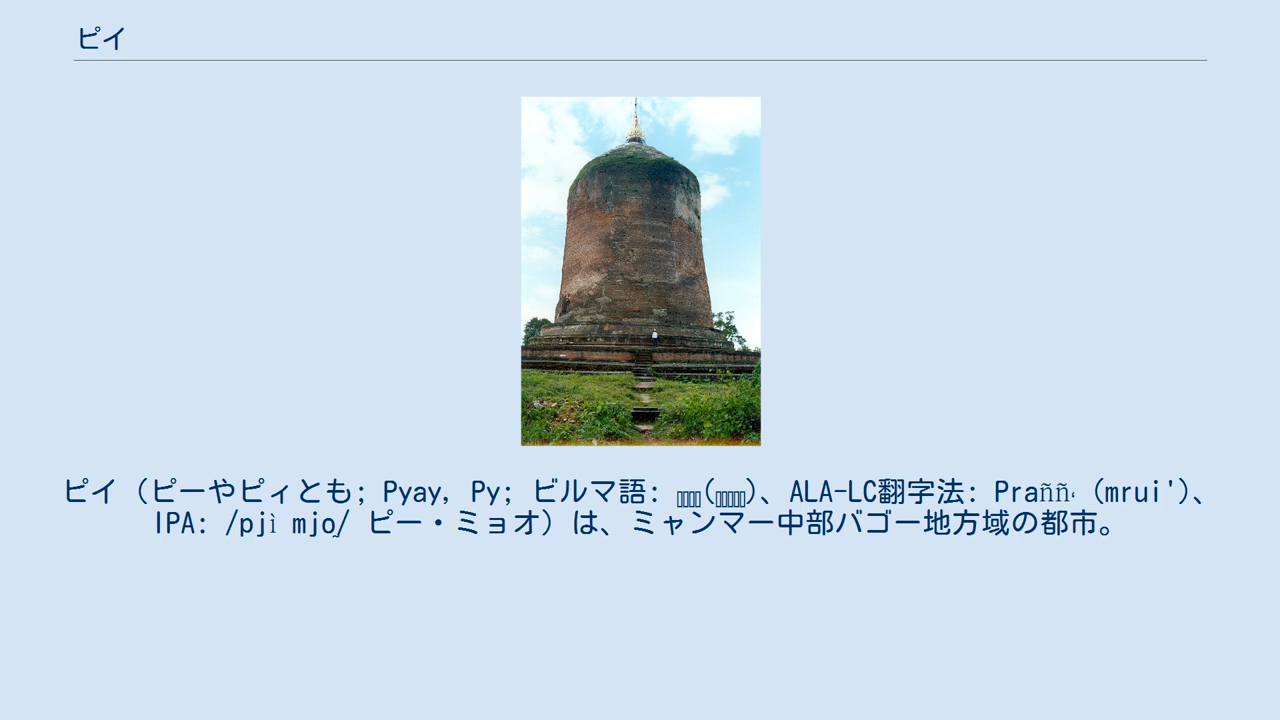 ピイ
ピイ（ピーやピィとも; Pyay, Py; ビルマ語: ()、ALA-LC翻字法: Praññʻ (mrui')、
IPA: /pjì mjo̰/ ピー・ミョオ）は、ミャンマー中部バゴー地方域の都市。